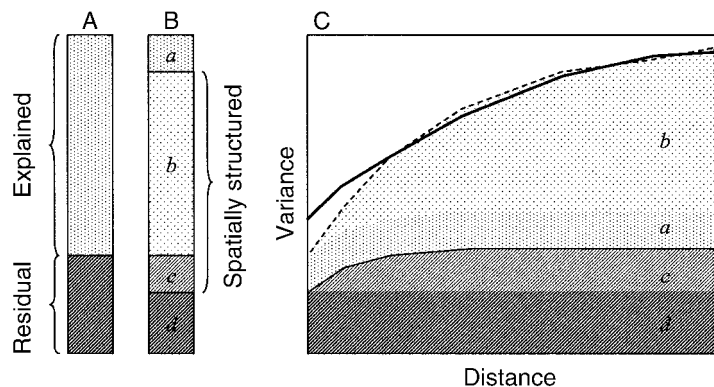 A
B
C
Explained
Residual
a
b
c
d
Spatially structured
Variance
b
a
c
d
Distance